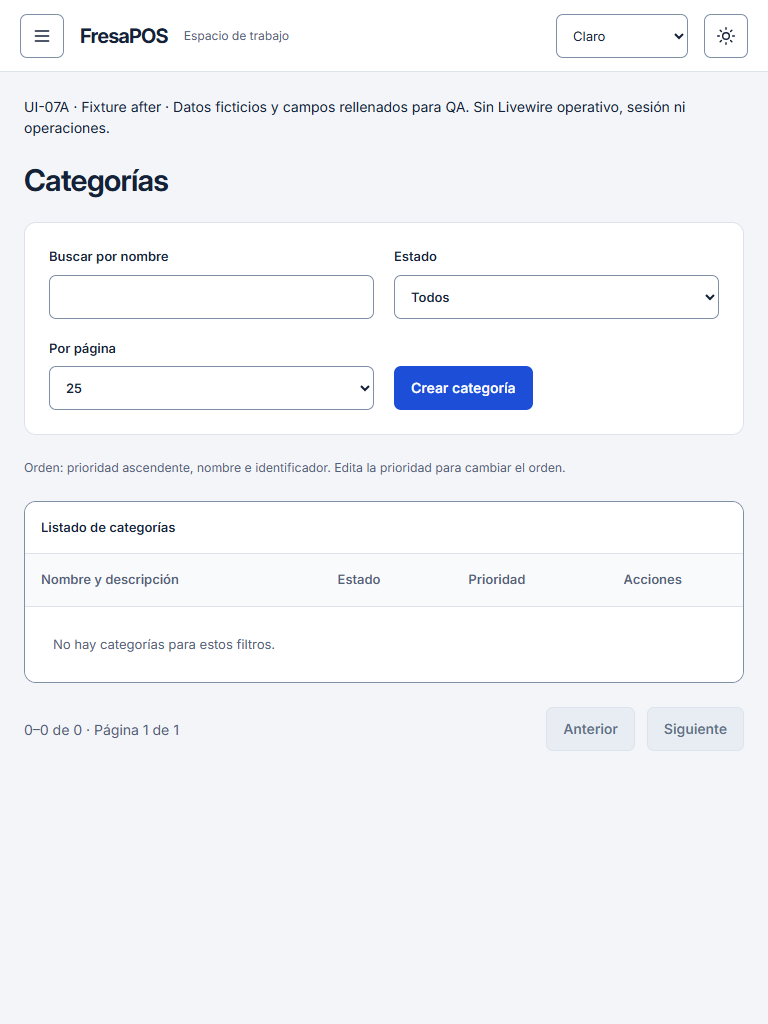 FresaPOS
Espacio de trabajo
Claro
UI-07A · Fixture after · Datos ficticios y campos rellenados para QA. Sin Livewire operativo, sesión ni
operaciones.
Categorías
Buscar por nombre
Estado
Todos
Por página
25
Crear categoría
Orden: prioridad ascendente, nombre e identificador. Edita la prioridad para cambiar el orden.
Listado de categorías
Nombre y descripción Estado Prioridad Acciones
No hay categorías para estos filtros.
0–0 de 0 · Página 1 de 1
Anterior
Siguiente